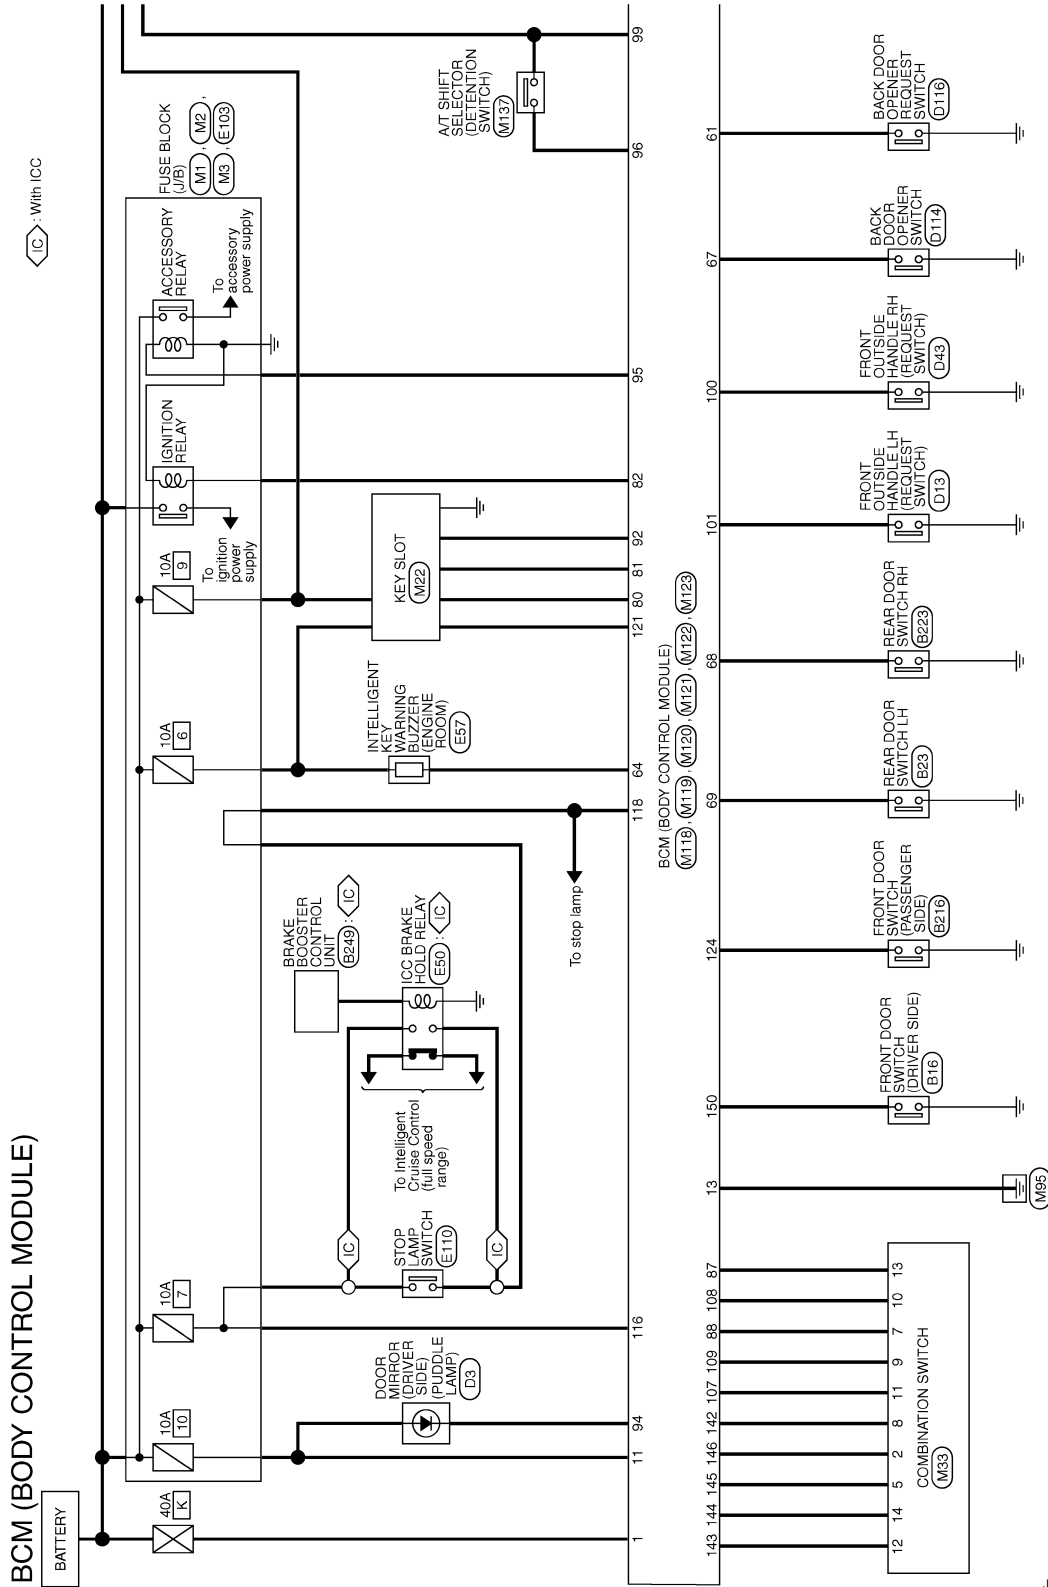 BCM (BODY CONTROL MODULE)
IC : With ICC
BATTERY
40A
K
10A
10
10A
7
10A
6
10A
9
IGNITION
RELAY
To
ignition
power
supply
ACCESSORY
RELAY
To
accessory
power supply
FUSE BLOCK
(J/B)
M1 , M2 ,
M3 , E103
DOOR
MIRROR
(DRIVER
SIDE)
(PUDDLE
LAMP)
D3
IC
STOP
LAMP
SWITCH
E110
IC
To Intelligent
Cruise Control
(full speed
range)
BRAKE
BOOSTER
CONTROL
UNIT
B249 : IC
ICC BRAKE
HOLD RELAY
E50 : IC
To stop lamp
INTELLIGENT
KEY
WARNING
BUZZER
(ENGINE
ROOM)
E57
KEY SLOT
M22
A/T SHIFT
SELECTOR
(DETENTION
SWITCH)
M137
1
11
94
116
118
64
121
80
81
92
82
95
96
99
BCM (BODY CONTROL MODULE)
M118 , M119 , M120 , M121 , M122 , M123
143
144
145
146
142
107
109
88
108
87
13
150
124
69
68
101
100
67
61
12
14
5
2
8
11
9
7
10
13
COMBINATION SWITCH
M33
M95
FRONT DOOR
SWITCH
(DRIVER SIDE)
B16
FRONT DOOR
SWITCH
(PASSENGER
SIDE)
B216
REAR DOOR
SWITCH LH
B23
REAR DOOR
SWITCH RH
B223
FRONT
OUTSIDE
HANDLE LH
(REQUEST
SWITCH)
D13
FRONT
OUTSIDE
HANDLE RH
(REQUEST
SWITCH)
D43
BACK
DOOR
OPENER
SWITCH
D114
BACK DOOR
OPENER
REQUEST
SWITCH
D116